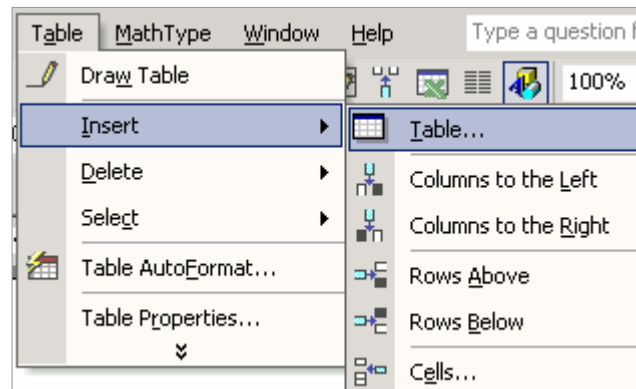 Table MathType Window Help Type a question f
Draw Table
100%
Insert
Table...
Delete
Columns to the Left
Select
Columns to the Right
Table AutoFormat...
Rows Above
Table Properties...
Rows Below
Cells...